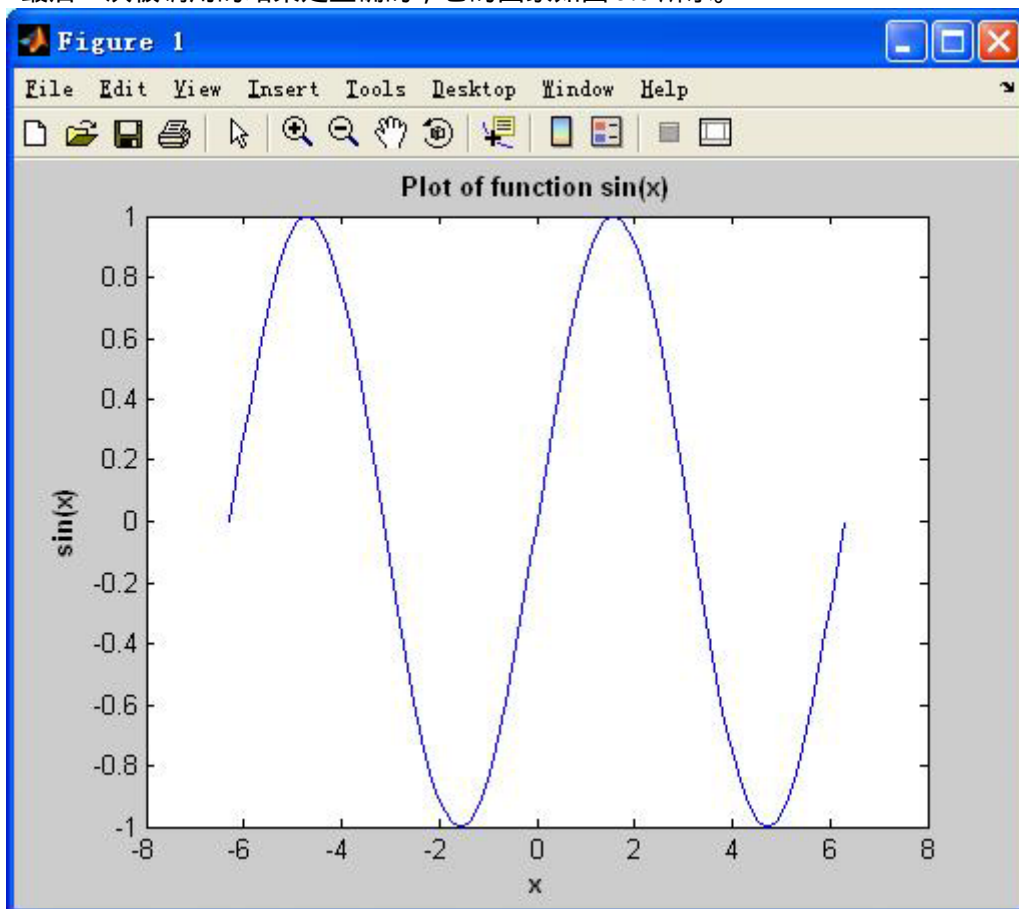 Figure 1
File Edit View Insert Tools Desktop Window Help
Plot of function sin(x)
1
0.8
0.6
0.4
0.2
0
-0.2
-0.4
-0.6
-0.8
-1
sin(x)
-8 -6 -4 -2 0 2 4 6 8
x